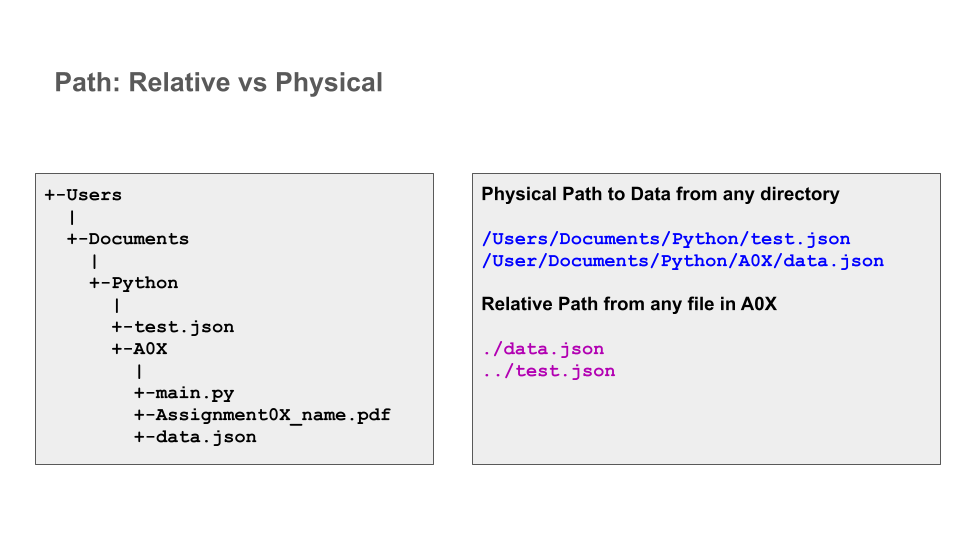 Path: Relative vs Physical
+-Users
  |
  +-Documents
    |
    +-Python
      |
      +-test.json
      +-A0X
        |
        +-main.py
        +-Assignment0X_name.pdf
        +-data.json
Physical Path to Data from any directory
/Users/Documents/Python/test.json
/User/Documents/Python/A0X/data.json
Relative Path from any file in A0X
./data.json
../test.json